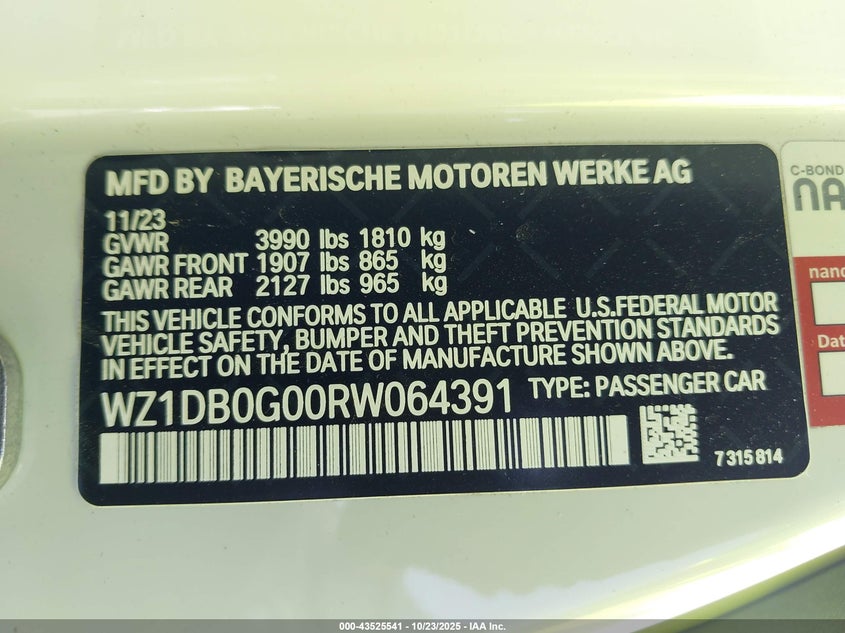 MFD BY BAYERISCHE MOTOREN WERKE AG
11/23
GVWR 3990 lbs 1810 kg
GAWR FRONT 1907 lbs 865 kg
GAWR REAR 2127 lbs 965 kg
THIS VEHICLE CONFORMS TO ALL APPLICABLE U.S.FEDERAL MOTOR
VEHICLE SAFETY, BUMPER AND THEFT PREVENTION STANDARDS
IN EFFECT ON THE DATE OF MANUFACTURE SHOWN ABOVE.
WZ1DB0G00RW064391 TYPE: PASSENGER CAR
7315814
C-BOND
NA
nano
Dat
000-43525541 - 10/23/2025 - IAA Inc.